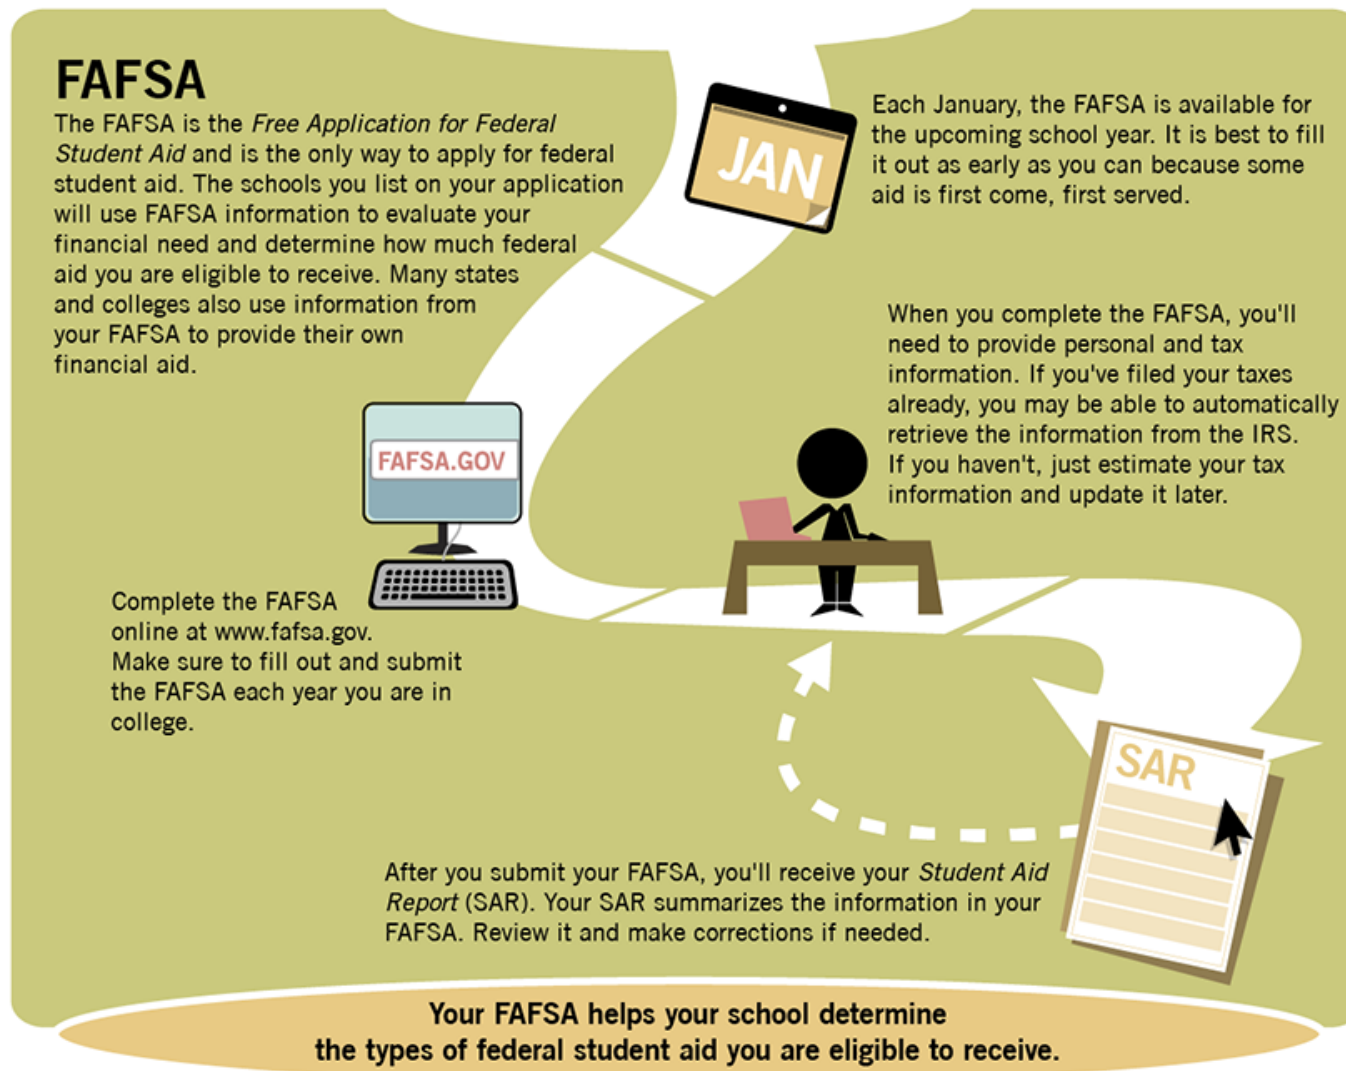 FAFSA
The FAFSA is the Free Application for Federal
Student Aid and is the only way to apply for federal
student aid. The schools you list on your application
will use FAFSA information to evaluate your
financial need and determine how much federal
aid you are eligible to receive. Many states
and colleges also use information from
your FAFSA to provide their own
financial aid.
JAN
Each January, the FAFSA is available for
the upcoming school year. It is best to fill
it out as early as you can because some
aid is first come, first served.
FAFSA.GOV
Complete the FAFSA
online at www.fafsa.gov.
Make sure to fill out and submit
the FAFSA each year you are in
college.
When you complete the FAFSA, you'll
need to provide personal and tax
information. If you've filed your taxes
already, you may be able to automatically
retrieve the information from the IRS.
If you haven't, just estimate your tax
information and update it later.
SAR
After you submit your FAFSA, you'll receive your Student Aid
Report (SAR). Your SAR summarizes the information in your
FAFSA. Review it and make corrections if needed.
Your FAFSA helps your school determine
the types of federal student aid you are eligible to receive.